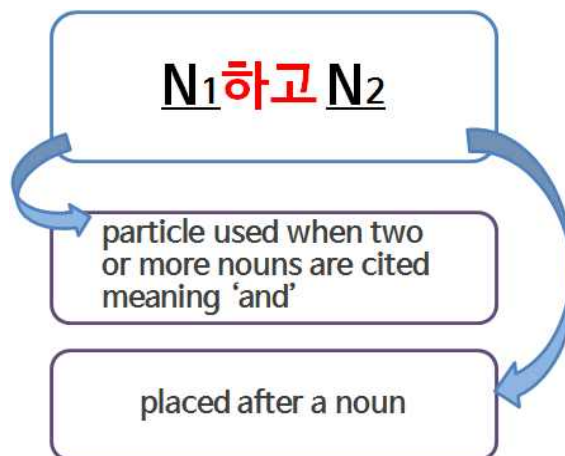 N1하고 N2
particle used when two
or more nouns are cited
meaning ‘and’
placed after a noun